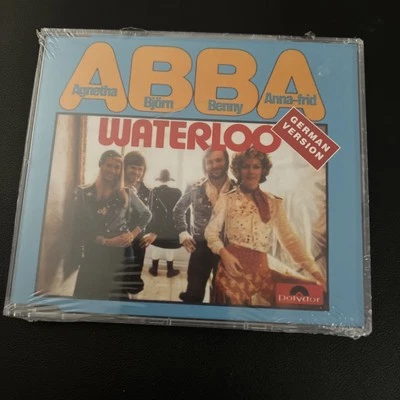 ABBA
Agnetha Björn Benny Anna-frid
WATERLOO
GERMAN
VERSION
polydor